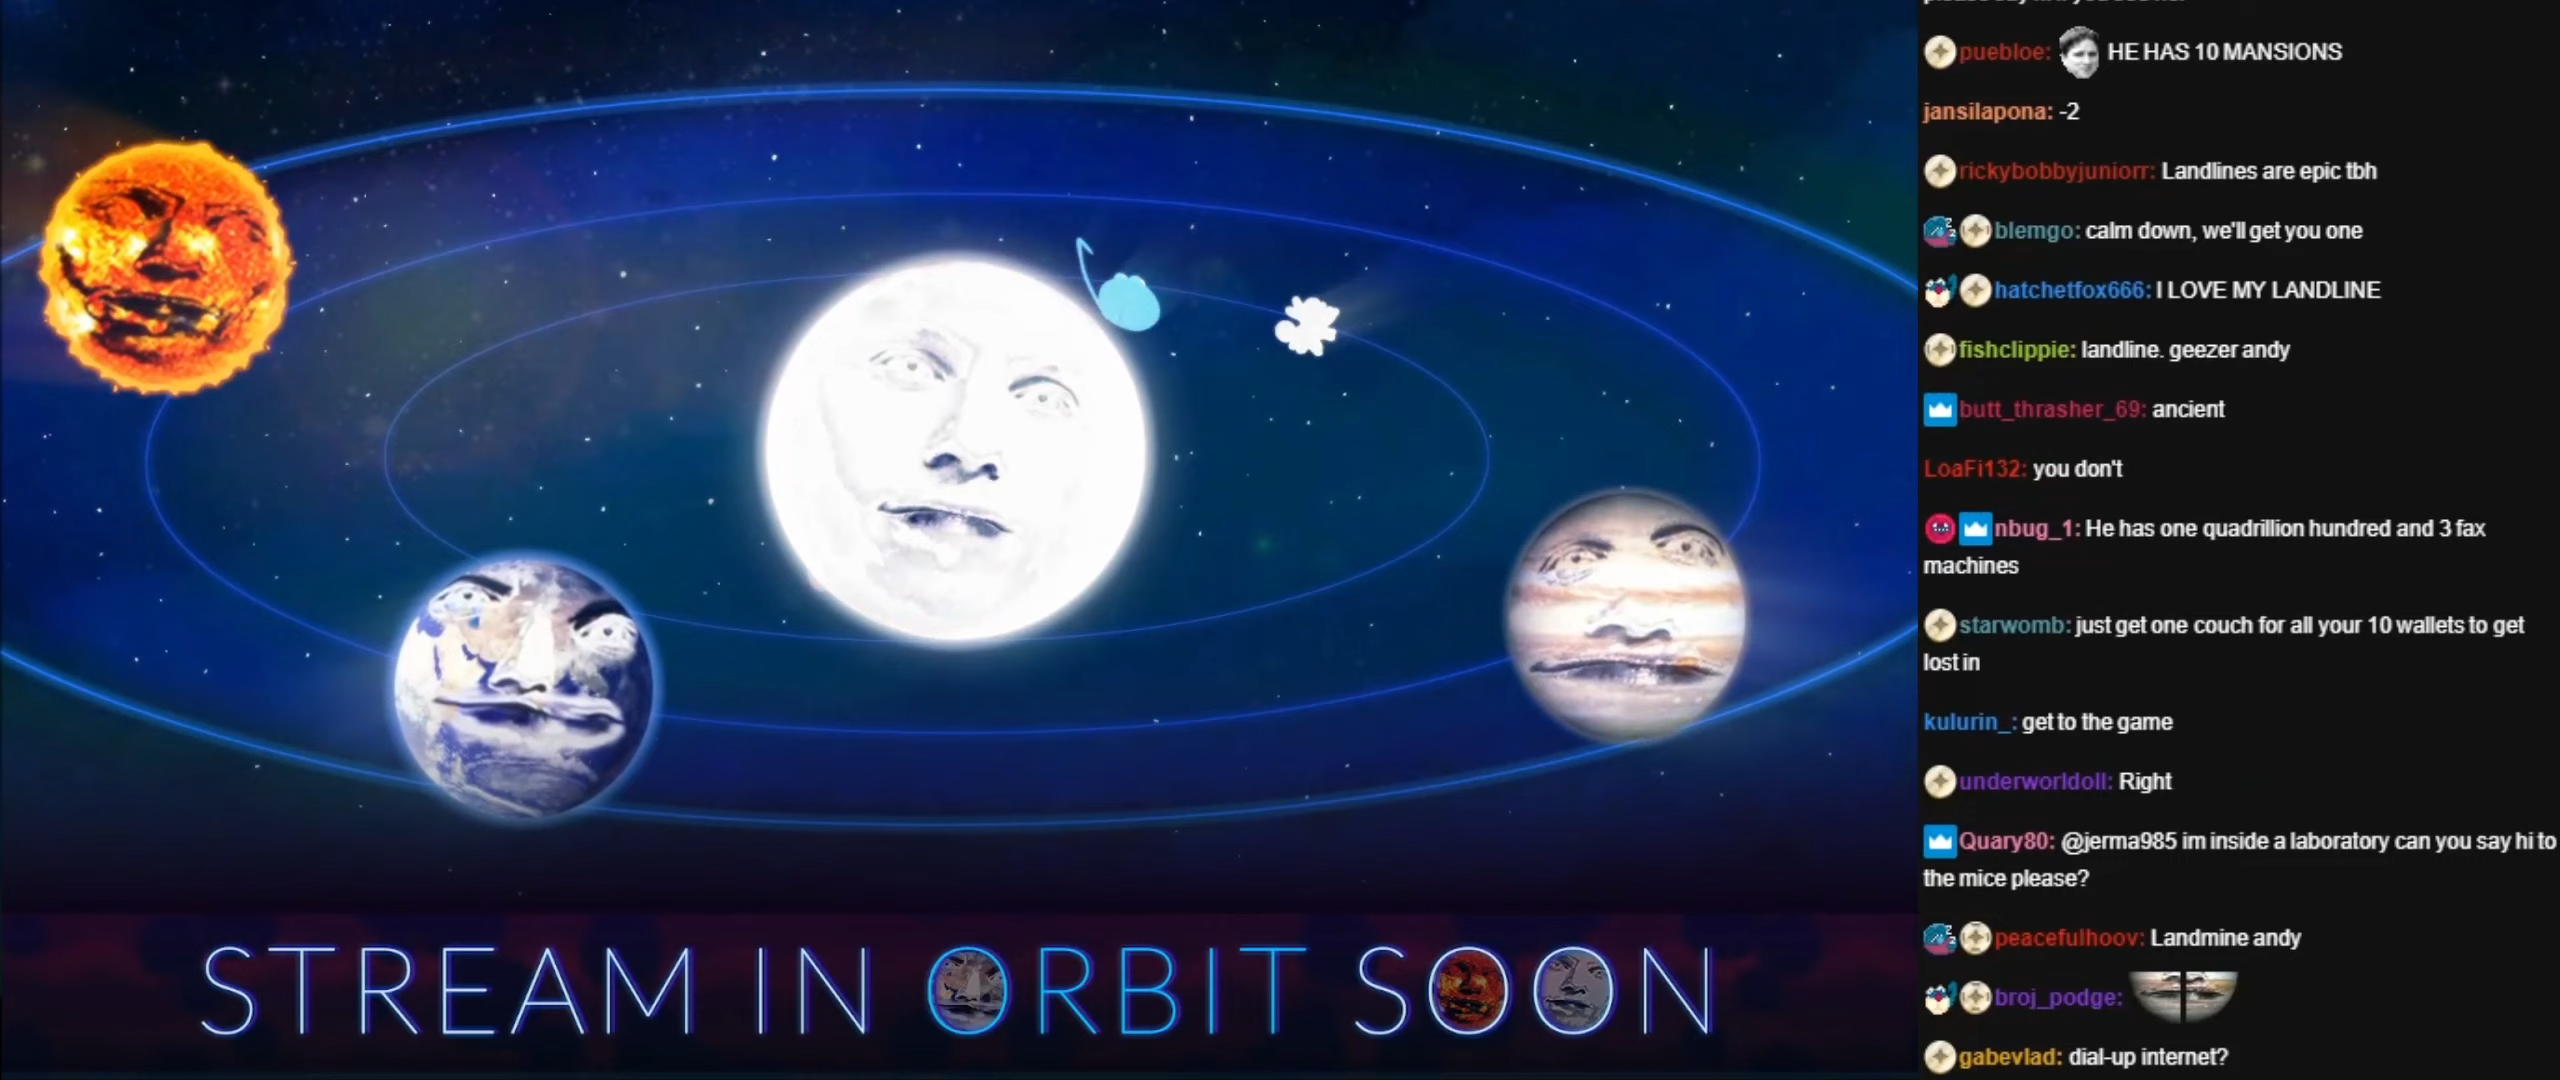 STREAM IN ORBIT SOON
puebloe: HE HAS 10 MANSIONS
jansilapona: -2
rickybobbyjuniorr: Landlines are epic tbh
blemgo: calm down, we'll get you one
hatchetfox666: I LOVE MY LANDLINE
fishclippie: landline. geezer andy
butt_thrasher_69: ancient
LoaFi132: you don't
nbug_1: He has one quadrillion hundred and 3 fax
machines
starwomb: just get one couch for all your 10 wallets to get
lost in
kulurin_: get to the game
underworldoll: Right
Quary80: @jerma985 im inside a laboratory can you say hi to
the mice please?
peacefulhoov: Landmine andy
broj_podge:
gabevlad: dial-up internet?